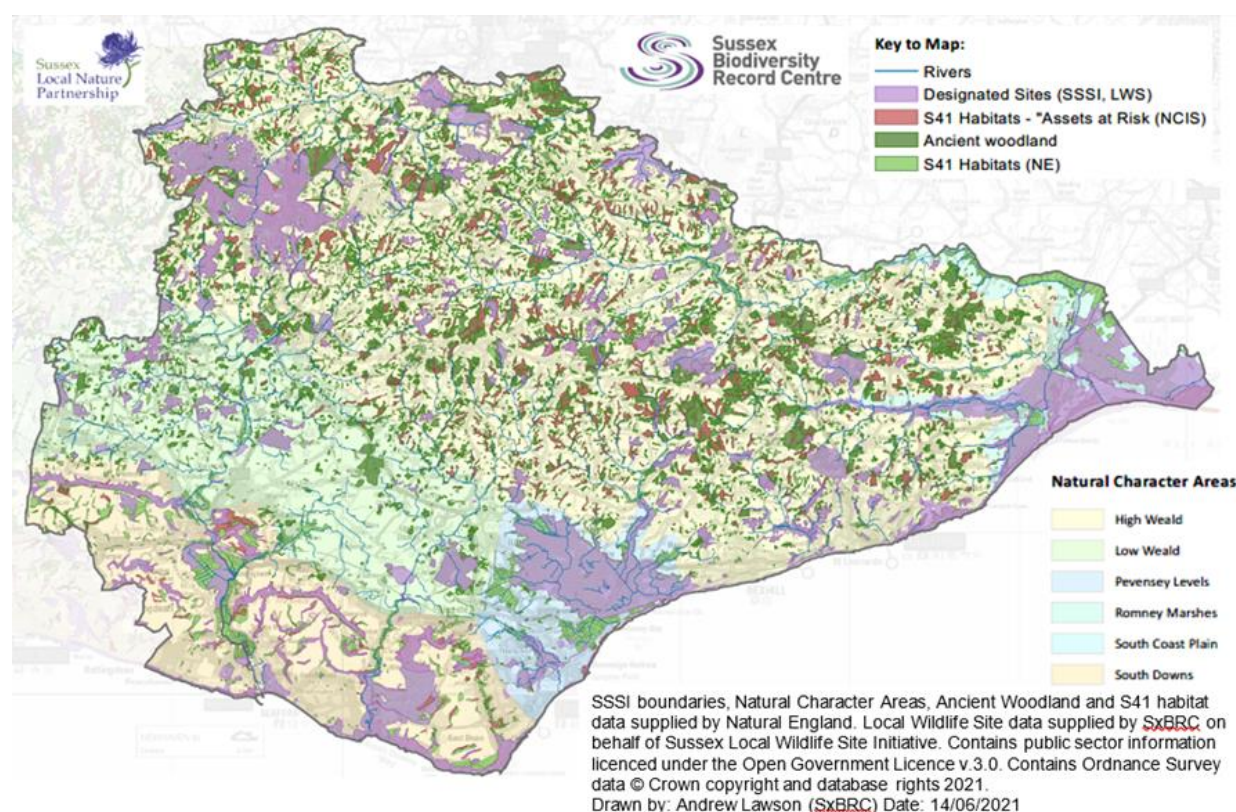 Sussex
Local Nature
Partnership
Sussex
Biodiversity
Record Centre
Key to Map:
Rivers
Designated Sites (SSSI, LWS)
S41 Habitats - "Assets at Risk (NCIS)
Ancient woodland
S41 Habitats (NE)
Natural Character Areas
High Weald
Low Weald
Pevensey Levels
Romney Marshes
South Coast Plain
South Downs
SSSI boundaries, Natural Character Areas, Ancient Woodland and S41 habitat
data supplied by Natural England. Local Wildlife Site data supplied by SxBRC on
behalf of Sussex Local Wildlife Site Initiative. Contains public sector information
licenced under the Open Government Licence v.3.0. Contains Ordnance Survey
data © Crown copyright and database rights 2021.
Drawn by: Andrew Lawson (SxBRC) Date: 14/06/2021